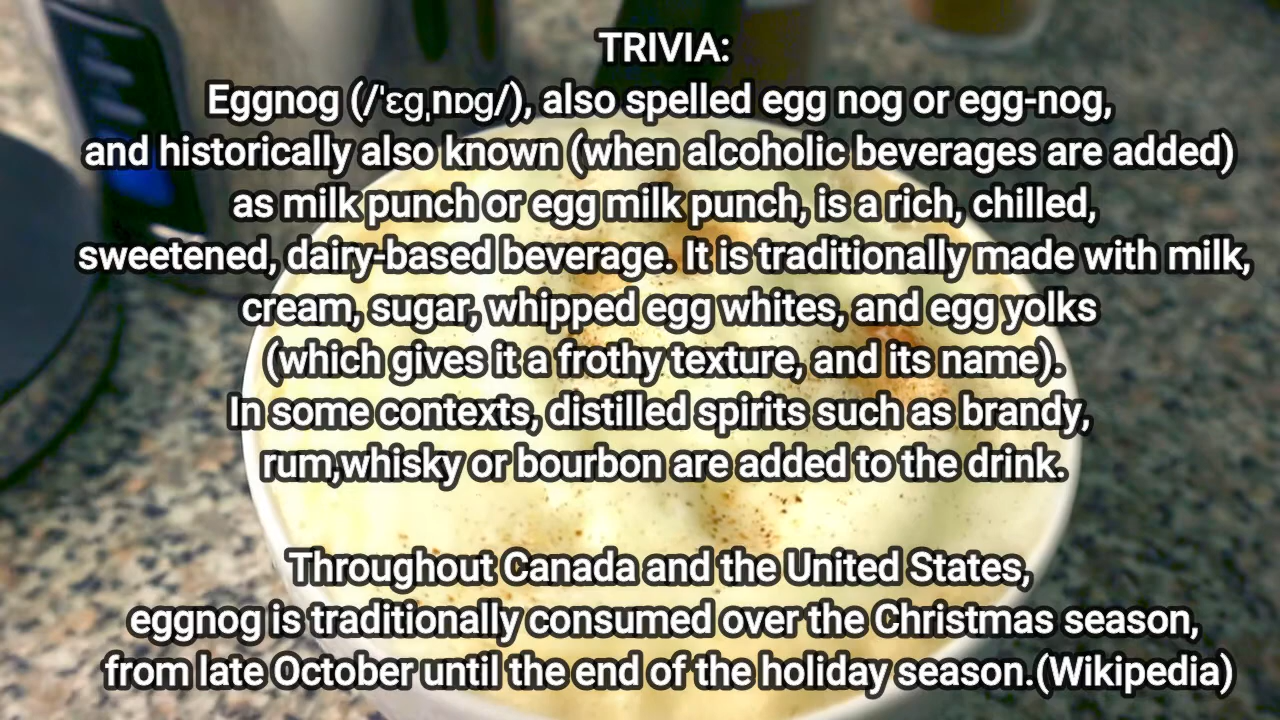 TRIVIA:
Eggnog (/ˈɛɡˌnɒɡ/), also spelled egg nog or egg-nog,
and historically also known (when alcoholic beverages are added)
as milk punch or egg milk punch, is a rich, chilled,
sweetened, dairy-based beverage. It is traditionally made with milk,
cream, sugar, whipped egg whites, and egg yolks
(which gives it a frothy texture, and its name).
In some contexts, distilled spirits such as brandy,
rum,whisky or bourbon are added to the drink.
Throughout Canada and the United States,
eggnog is traditionally consumed over the Christmas season,
from late October until the end of the holiday season.(Wikipedia)